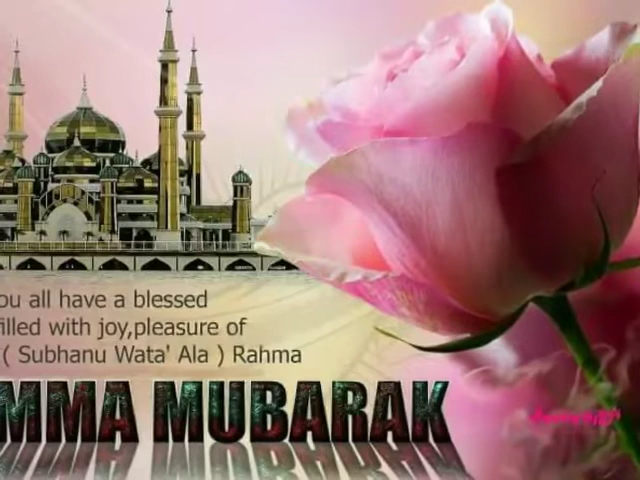 ou all have a blessed
filled with joy,pleasure of
( Subhanu Wata' Ala ) Rahma
MMA MUBARAK